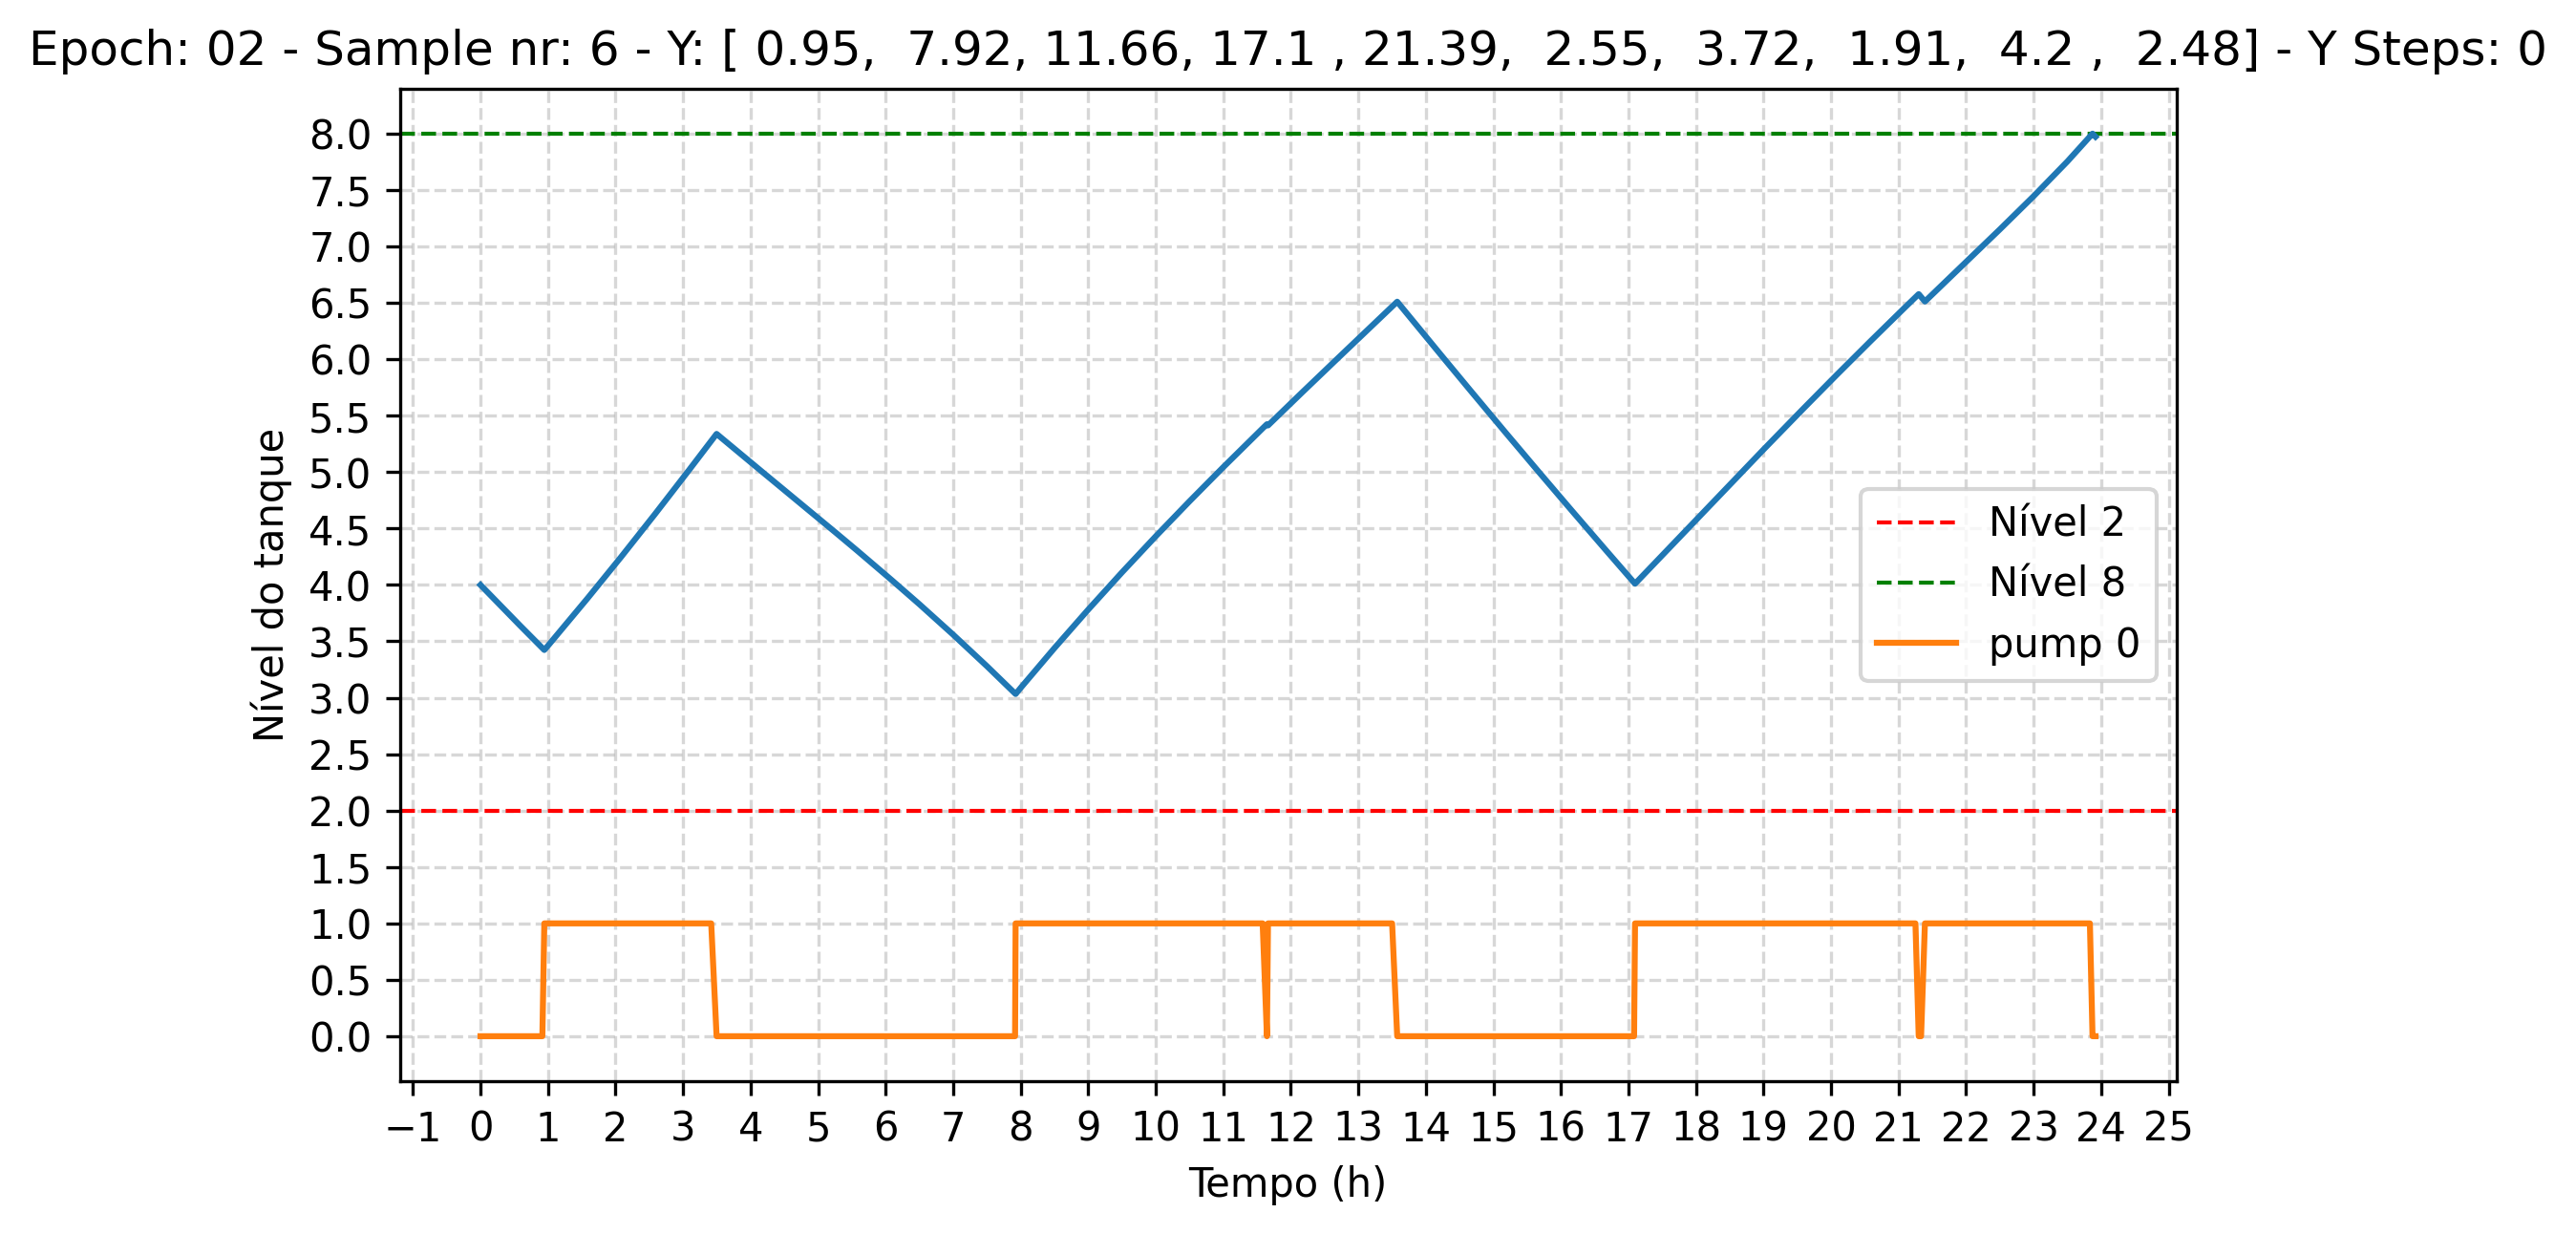 Epoch: 02 - Sample nr: 6 - Y: [ 0.95,  7.92, 11.66, 17.1 , 21.39,  2.55,  3.72,  1.91,  4.2 ,  2.48] - Y Steps: 0
8.0
7.5
7.0
6.5
6.0
5.5
5.0
4.5
4.0
3.5
3.0
2.5
2.0
1.5
1.0
0.5
0.0
Nível do tanque
Nível 2
Nível 8
pump 0
−1 0 1 2 3 4 5 6 7 8 9 10 11 12 13 14 15 16 17 18 19 20 21 22 23 24 25
Tempo (h)